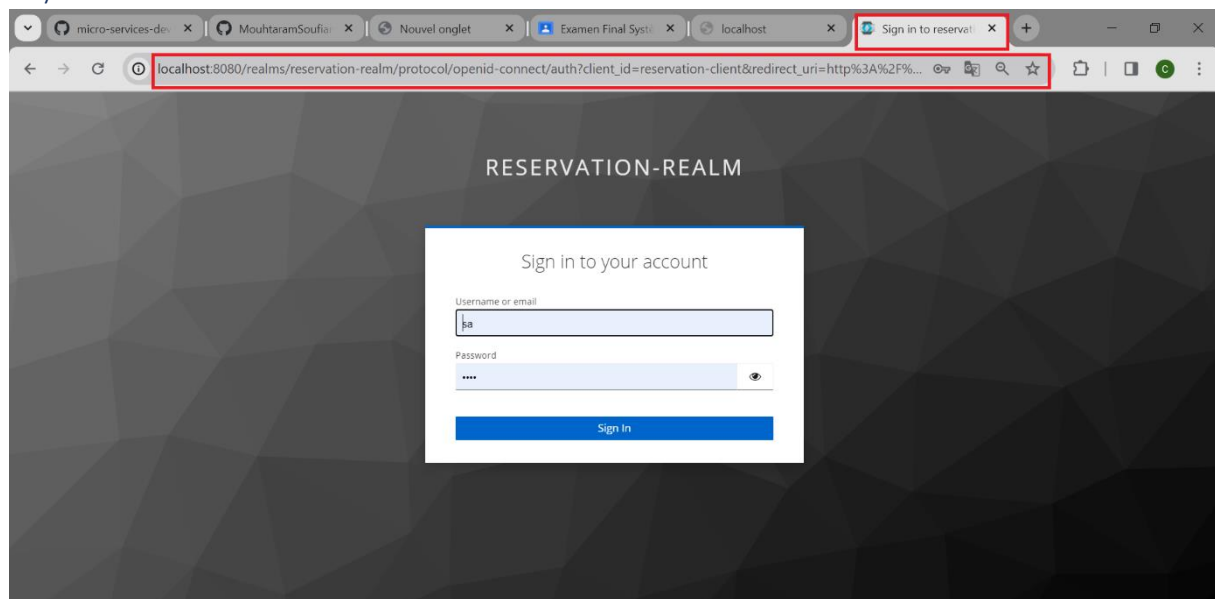 micro-services-dev
MouhtaramSoufia
Nouvel onglet
Examen Final Systè
localhost
Sign in to reservat
localhost:8080/realms/reservation-realm/protocol/openid-connect/auth?client_id=reservation-client&redirect_uri=http%3A%2F%...
C
RESERVATION-REALM
Sign in to your account
Username or email
sa
Password
••••
Sign In